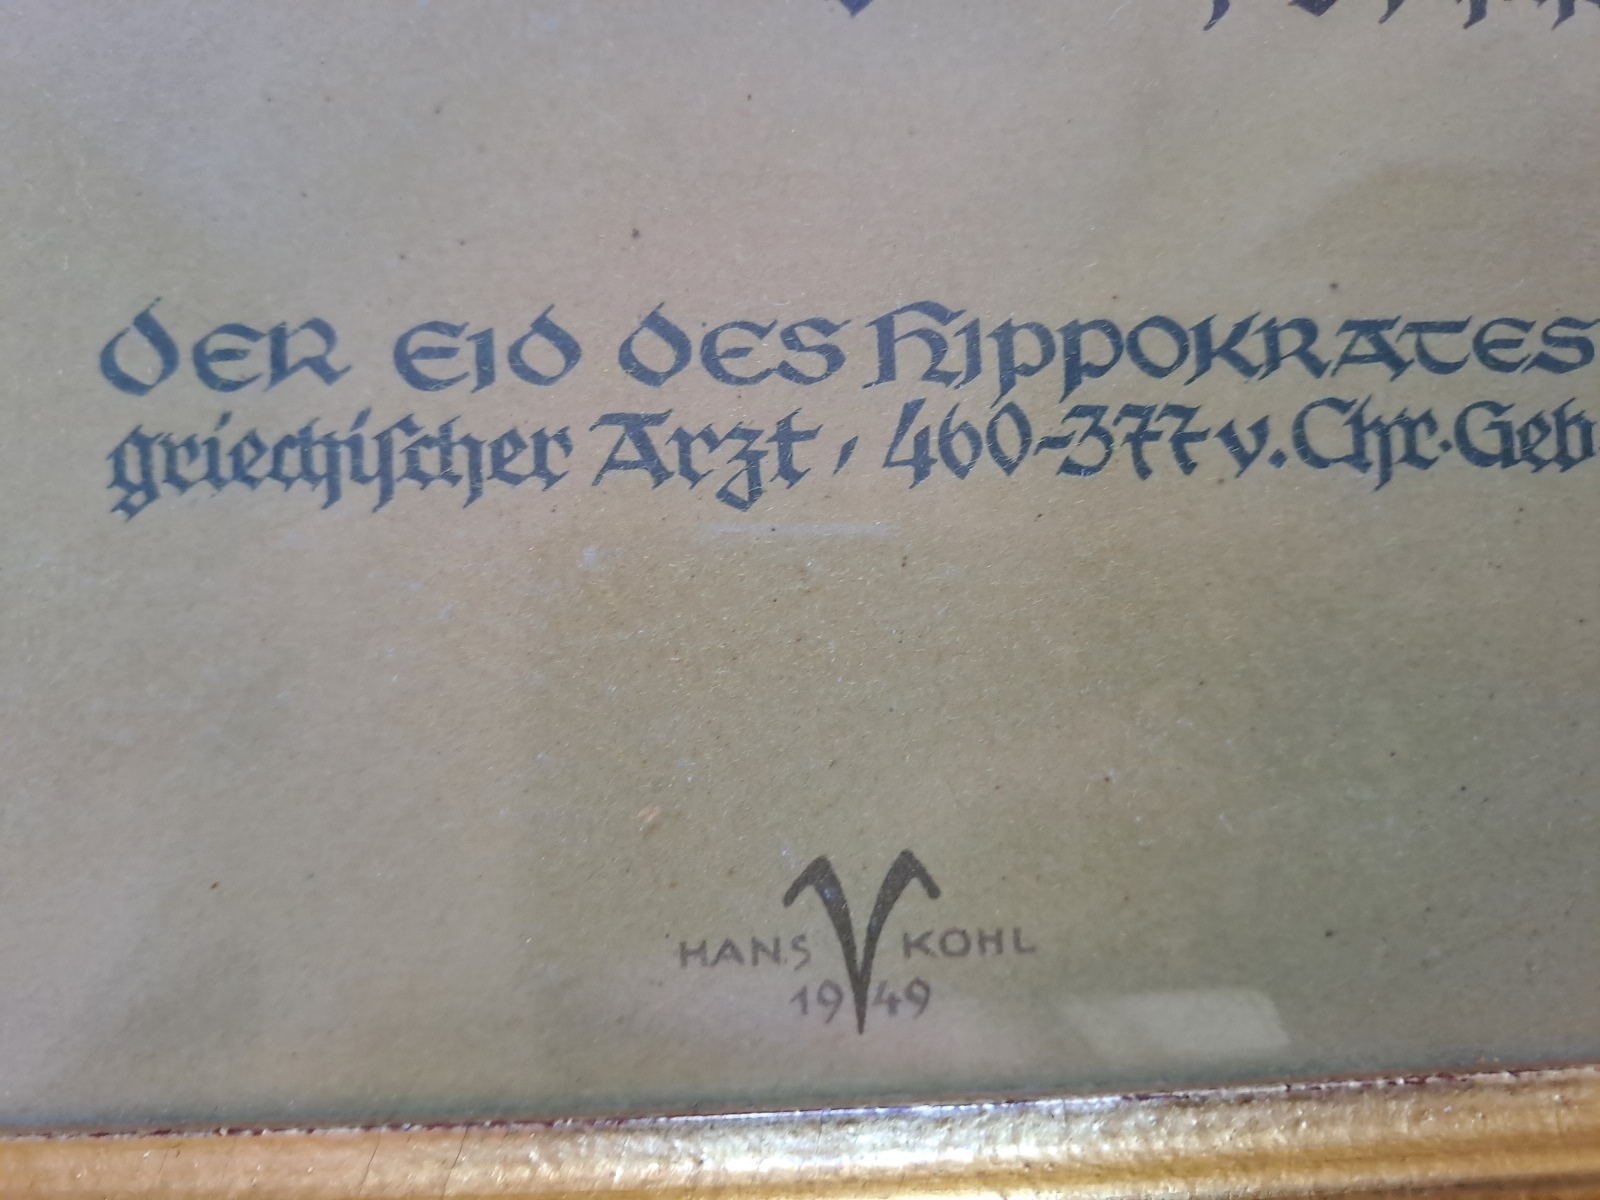 DER EID DES HIPPOKRATES
griechiſcher Arzt, 460-377 v. Chr. Geb.
HANS KOHL
1949